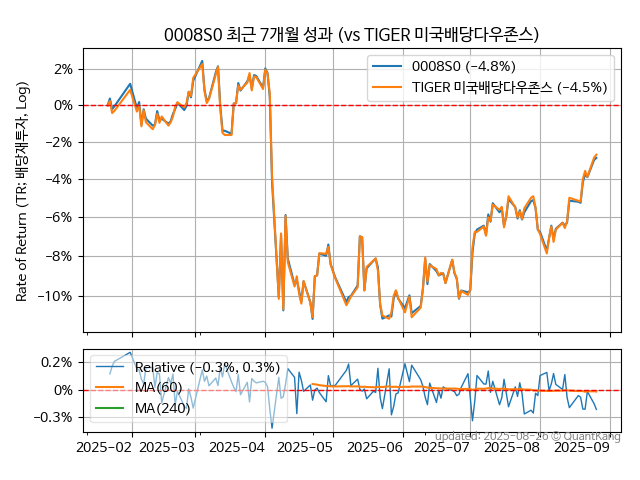 0008S0 최근 7개월 성과 (vs TIGER 미국배당다우존스)
Rate of Return (TR: 배당재투자, Log)
2%
0%
−2%
−4%
−6%
−8%
−10%
0008S0 (−4.8%)
TIGER 미국배당다우존스 (−4.5%)
0.2%
0%
−0.3%
Relative (−0.3%, 0.3%)
MA(60)
MA(240)
2025−02 2025−03 2025−04 2025−05 2025−06 2025−07 2025−08 2025−09
updated: 2025−08−26 © QuantKang